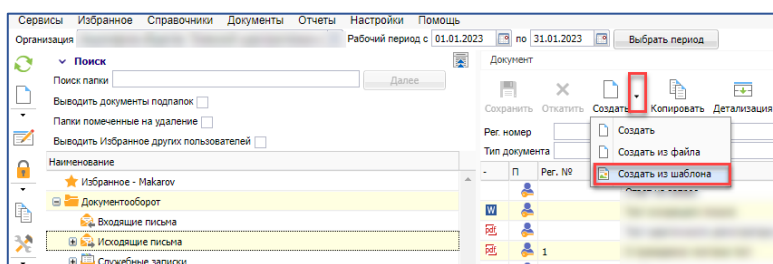 Сервисы Избранное Справочники Документы Отчеты Настройки Помощь
Организация Рабочий период с 01.01.2023 по 31.01.2023 Выбрать период
Поиск
Поиск папки Далее
Выводить документы подпапок
Папки помеченные на удаление
Выводить Избранное других пользователей
Наименование
Избранное - Makarov
Документооборот
Входящие письма
Исходящие письма
Служебные записки
Документ
Сохранить Откатить Создать Копировать Детализация
Рег. номер
Тип документа
Создать
Создать из файла
Создать из шаблона
- П Рег. №
W
pdf
pdf 1